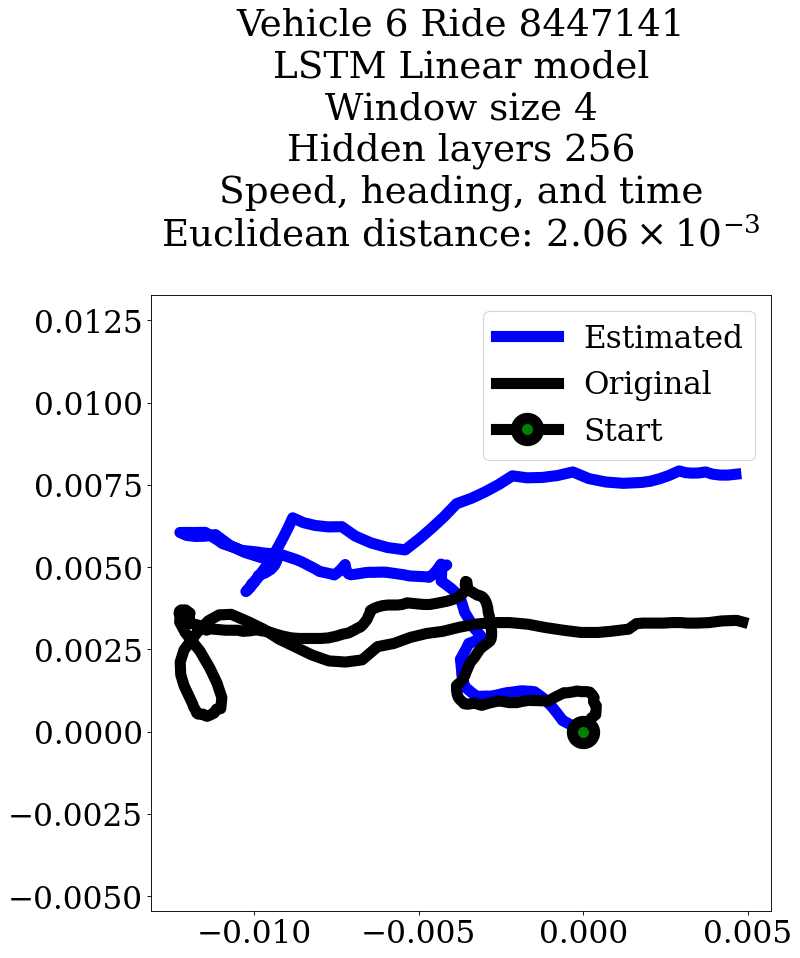 Vehicle 6 Ride 8447141
LSTM Linear model
Window size 4
Hidden layers 256
Speed, heading, and time
Euclidean distance: 2.06 × 10⁻³
Estimated
Original
Start
0.0125
0.0100
0.0075
0.0050
0.0025
0.0000
−0.0025
−0.0050
−0.010 −0.005 0.000 0.005